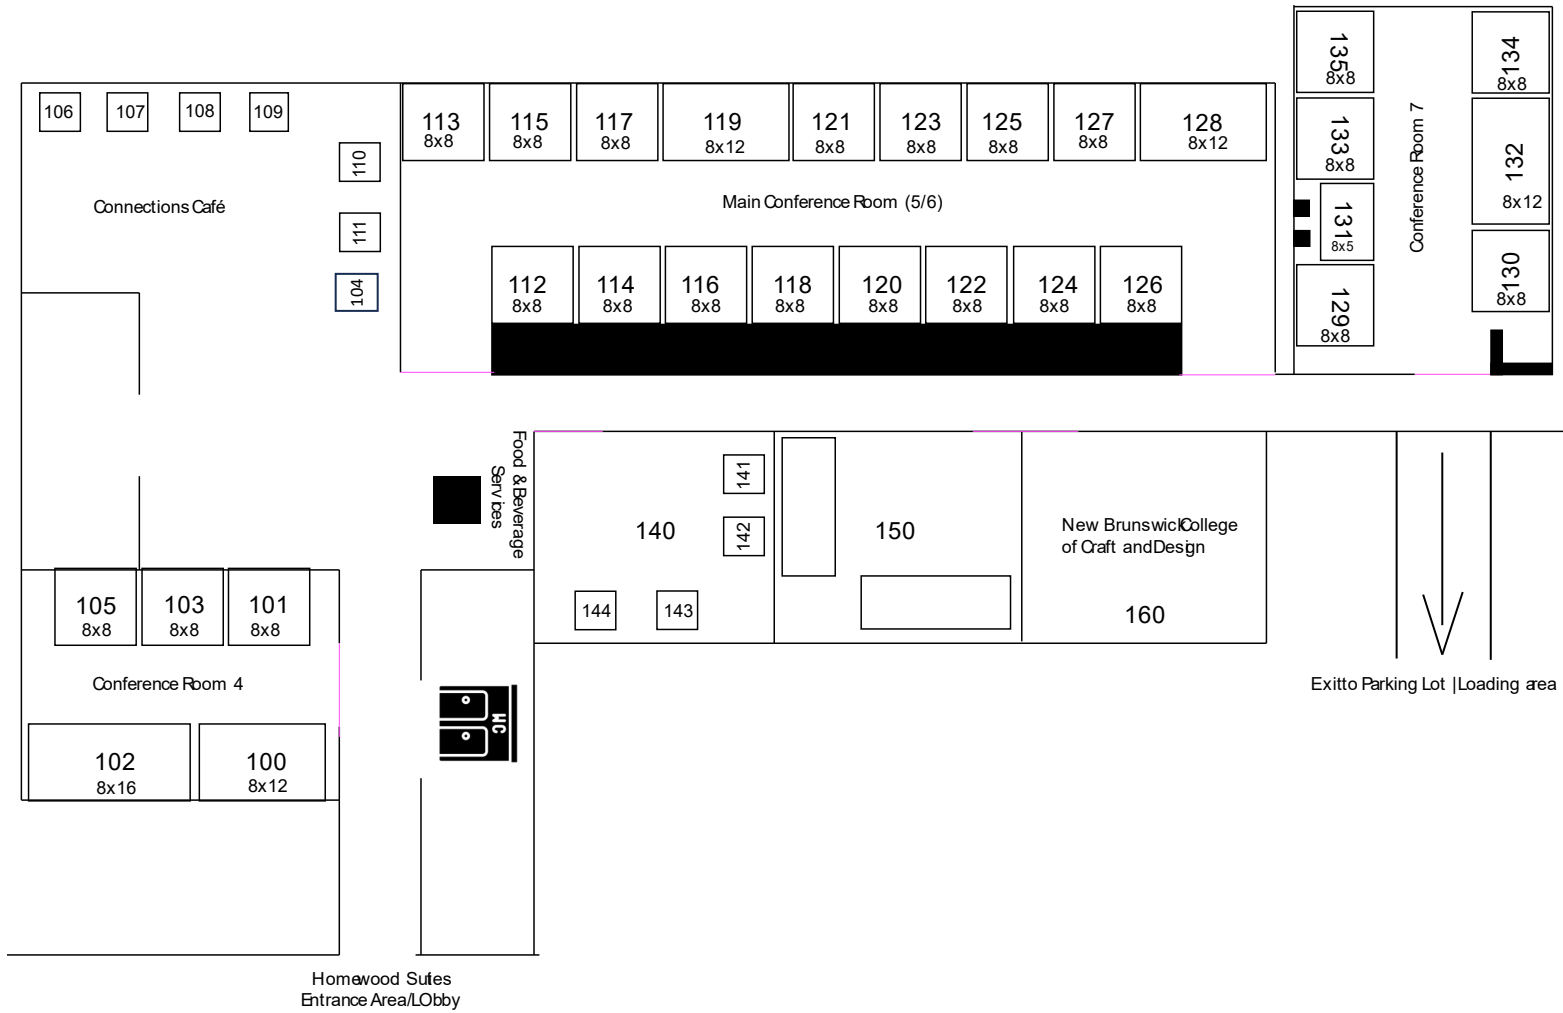 106
107
108
109
110
111
104
Connections Café
113
8x8
115
8x8
117
8x8
119
8x12
121
8x8
123
8x8
125
8x8
127
8x8
128
8x12
Main Conference Room (5/6)
112
8x8
114
8x8
116
8x8
118
8x8
120
8x8
122
8x8
124
8x8
126
8x8
135
8x8
133
8x8
131
8x5
129
8x8
Conference Room 7
134
8x8
132
8x12
130
8x8
Food & Beverage
Services
140
141
142
143
144
150
New Brunswick College
of Craft and Design
160
Exit to Parking Lot | Loading area
105
8x8
103
8x8
101
8x8
Conference Room 4
102
8x16
100
8x12
WC
Homewood Suites
Entrance Area/LObby